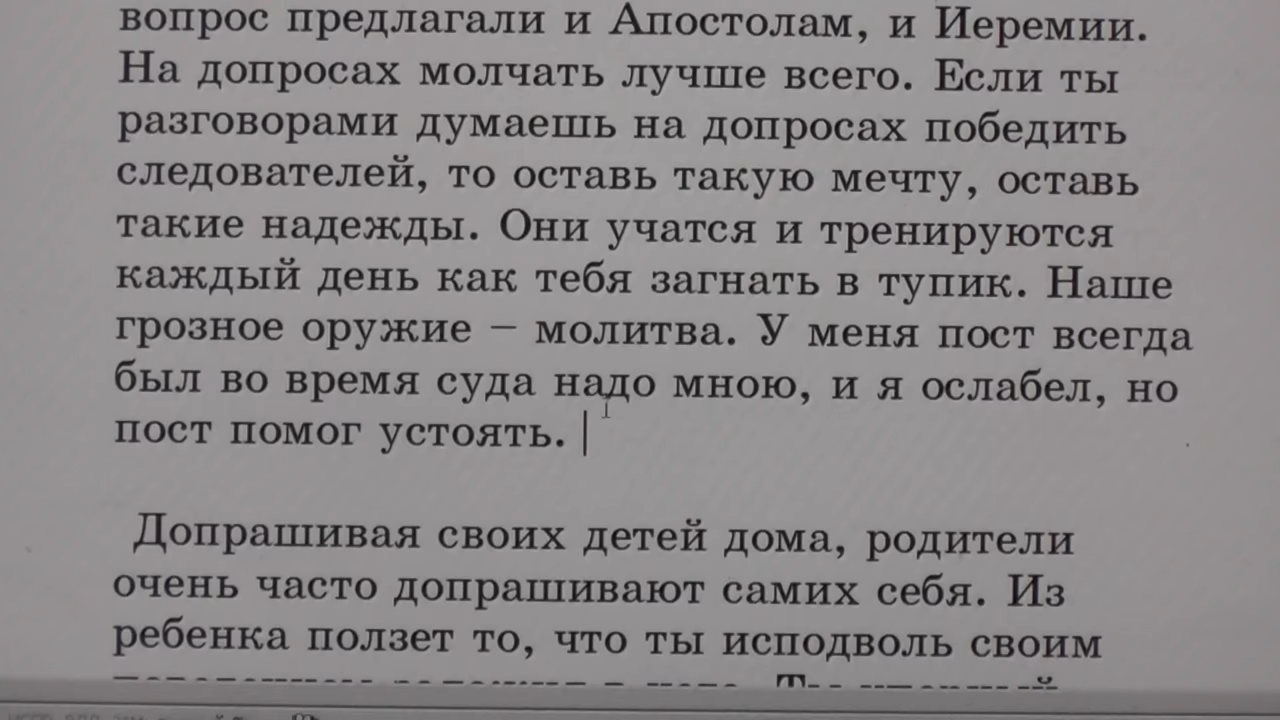 вопрос предлагали и Апостолам, и Иеремии.
На допросах молчать лучше всего. Если ты
разговорами думаешь на допросах победить
следователей, то оставь такую мечту, оставь
такие надежды. Они учатся и тренируются
каждый день как тебя загнать в тупик. Наше
грозное оружие – молитва. У меня пост всегда
был во время суда надо мною, и я ослабел, но
пост помог устоять.
Допрашивая своих детей дома, родители
очень часто допрашивают самих себя. Из
ребенка ползет то, что ты исподволь своим